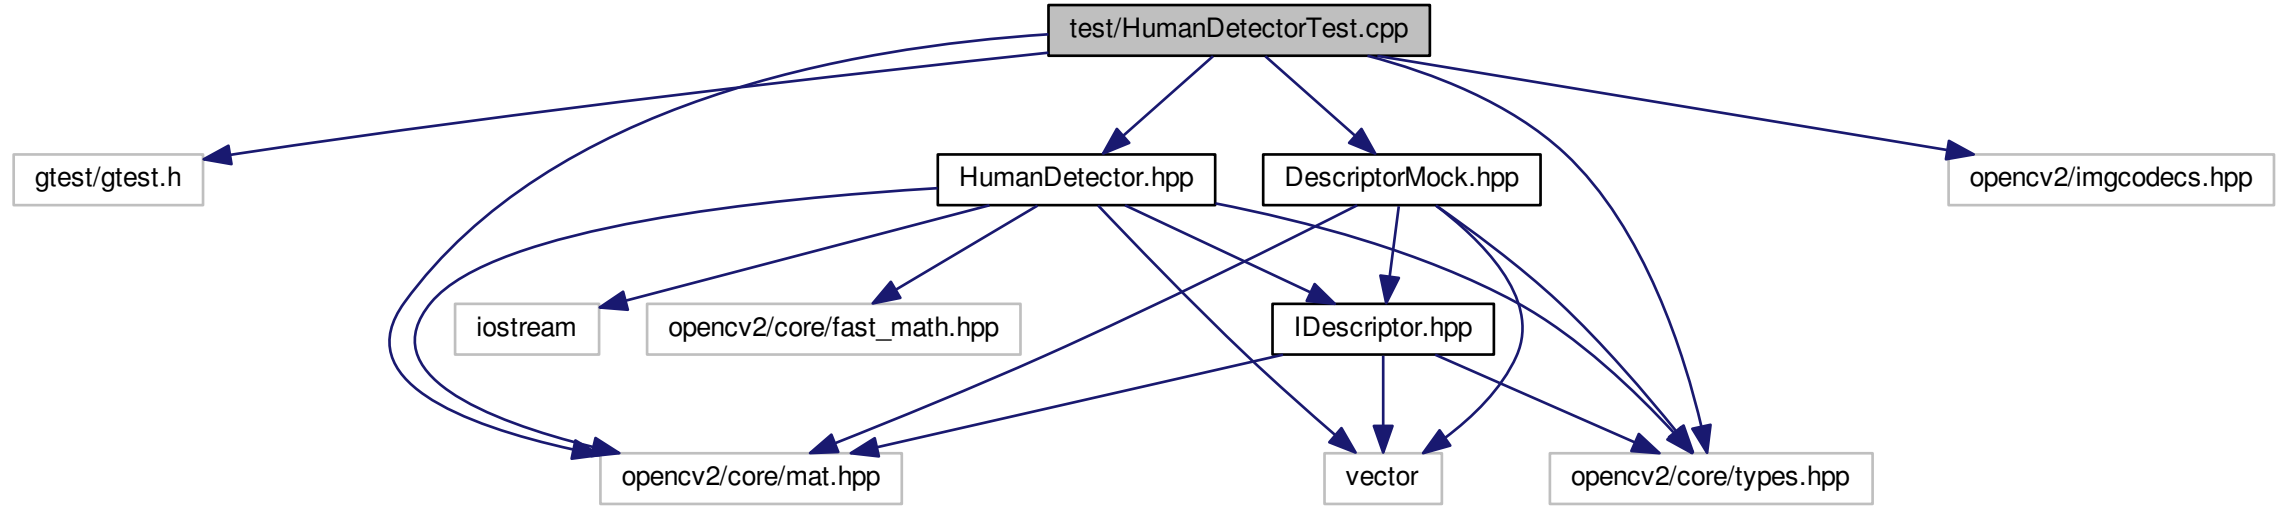 test/HumanDetectorTest.cpp
gtest/gtest.h
HumanDetector.hpp
DescriptorMock.hpp
opencv2/imgcodecs.hpp
iostream
opencv2/core/fast_math.hpp
IDescriptor.hpp
opencv2/core/mat.hpp
vector
opencv2/core/types.hpp